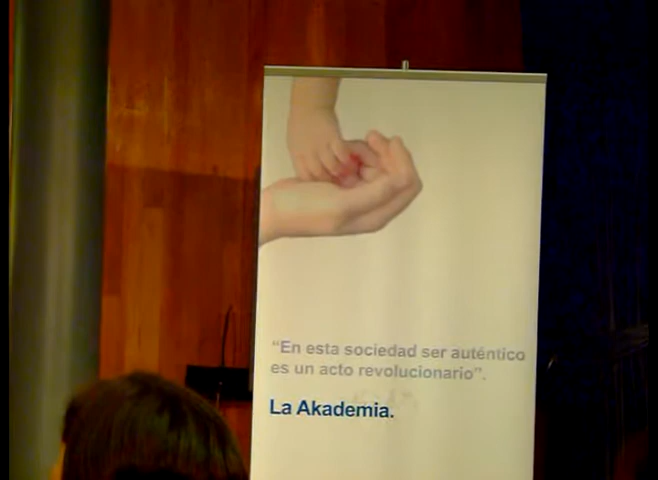 “En esta sociedad ser auténtico
es un acto revolucionario”.
La Akademia.